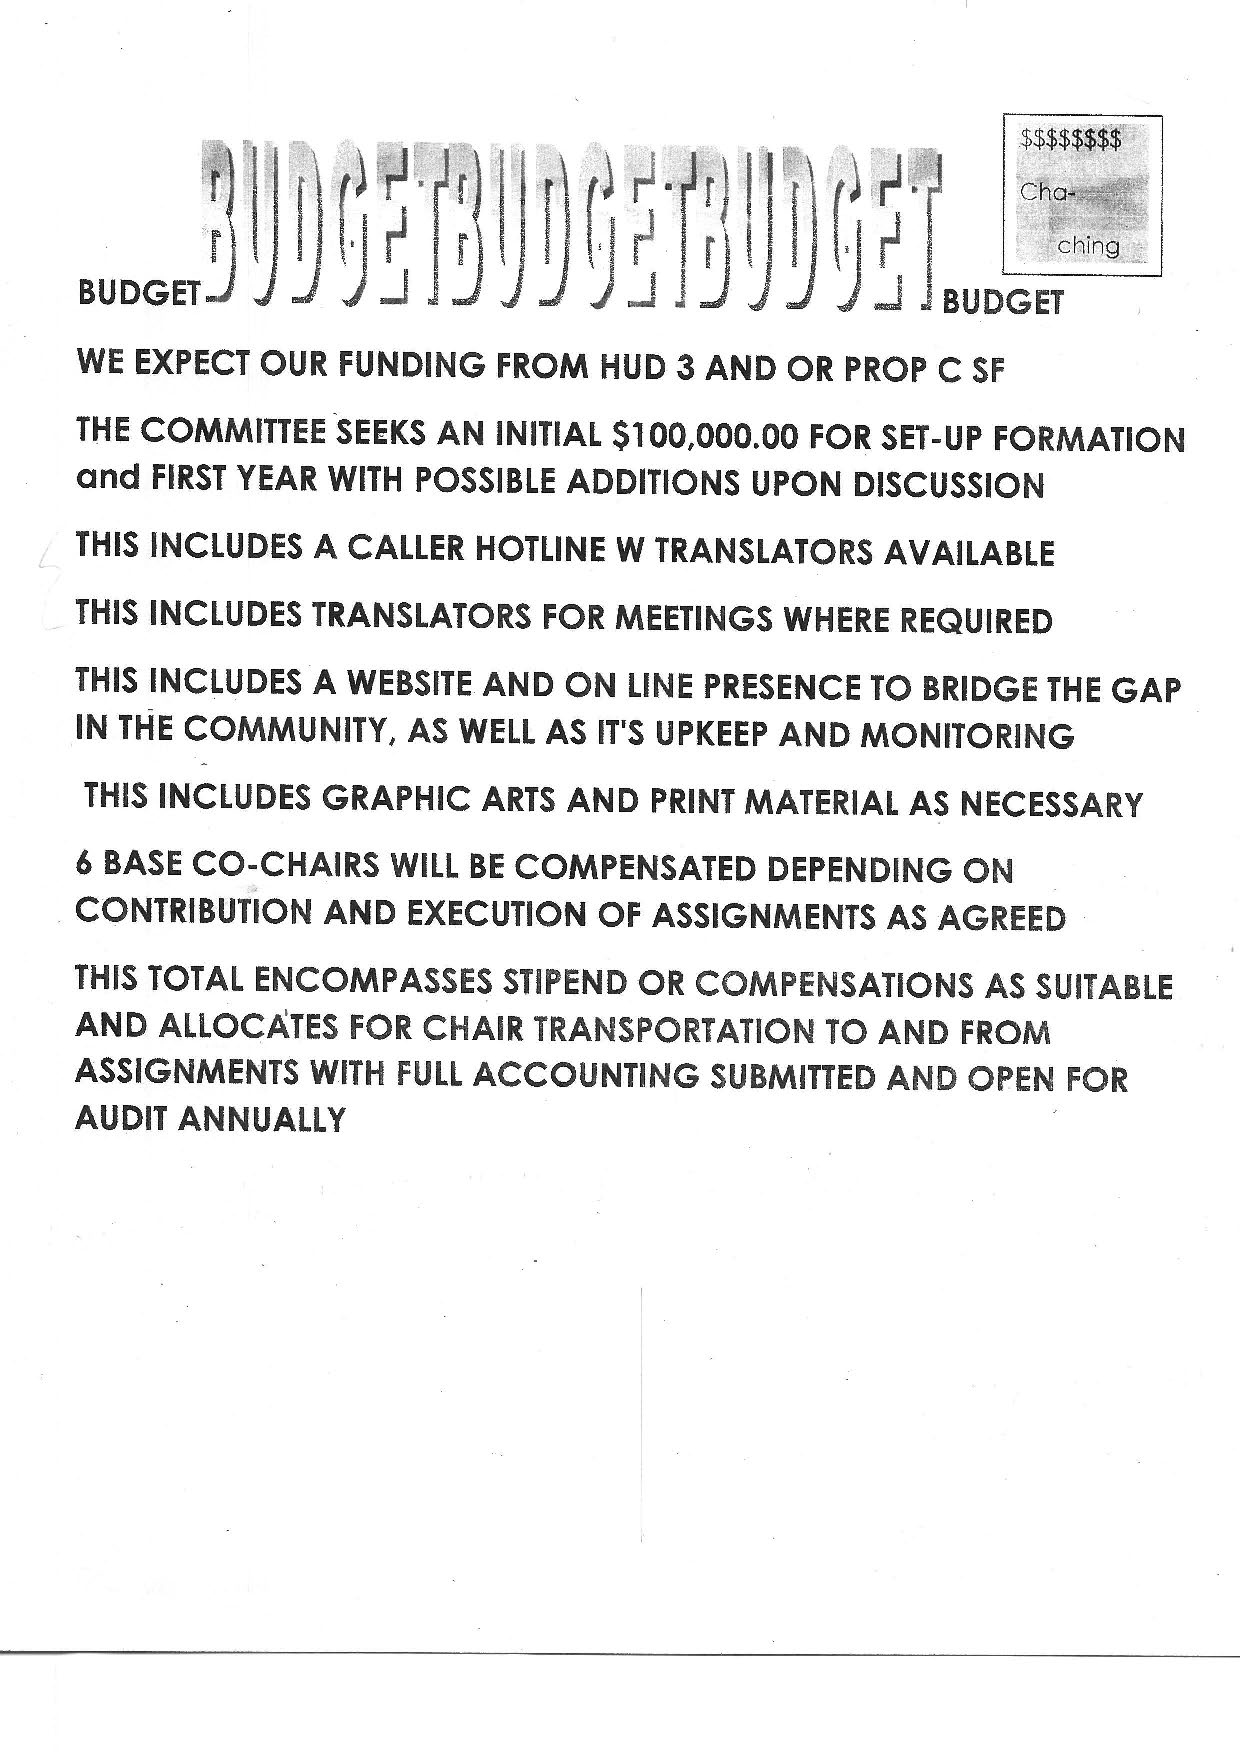 $$$$$$$$
Cha-
ching
BUDGETBUDGETBUDGET
BUDGET
BUDGET
WE EXPECT OUR FUNDING FROM HUD 3 AND OR PROP C SF
THE COMMITTEE SEEKS AN INITIAL $100,000.00 FOR SET-UP FORMATION
and FIRST YEAR WITH POSSIBLE ADDITIONS UPON DISCUSSION
THIS INCLUDES A CALLER HOTLINE W TRANSLATORS AVAILABLE
THIS INCLUDES TRANSLATORS FOR MEETINGS WHERE REQUIRED
THIS INCLUDES A WEBSITE AND ON LINE PRESENCE TO BRIDGE THE GAP
IN THE COMMUNITY, AS WELL AS IT'S UPKEEP AND MONITORING
THIS INCLUDES GRAPHIC ARTS AND PRINT MATERIAL AS NECESSARY
6 BASE CO-CHAIRS WILL BE COMPENSATED DEPENDING ON
CONTRIBUTION AND EXECUTION OF ASSIGNMENTS AS AGREED
THIS TOTAL ENCOMPASSES STIPEND OR COMPENSATIONS AS SUITABLE
AND ALLOCATES FOR CHAIR TRANSPORTATION TO AND FROM
ASSIGNMENTS WITH FULL ACCOUNTING SUBMITTED AND OPEN FOR
AUDIT ANNUALLY